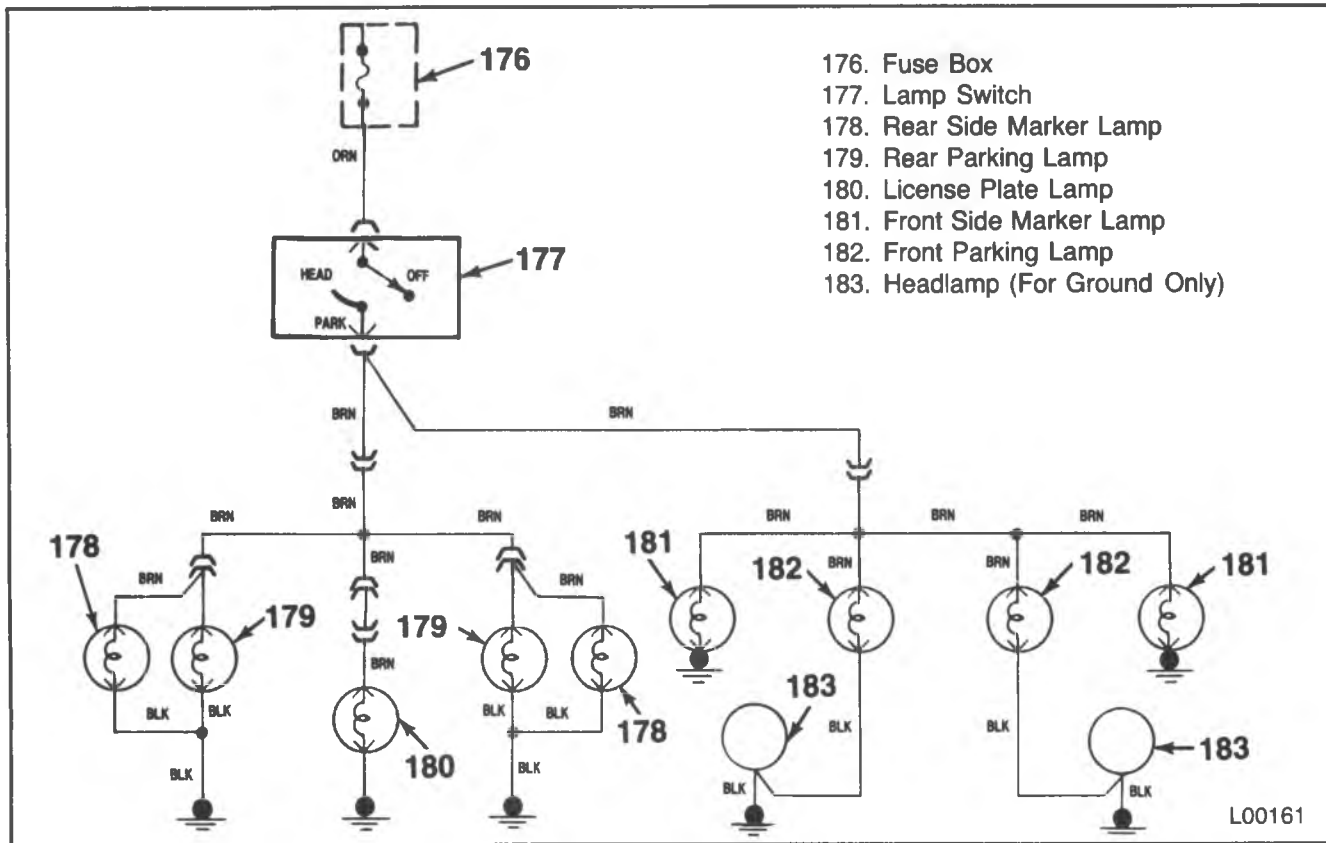 176
176. Fuse Box
177. Lamp Switch
178. Rear Side Marker Lamp
179. Rear Parking Lamp
180. License Plate Lamp
181. Front Side Marker Lamp
182. Front Parking Lamp
183. Headlamp (For Ground Only)
ORN
HEAD
OFF
PARK
177
BRN
BRN
BRN
BRN
BRN
BRN
BRN
BRN
178
BRN
BRN
BRN
181
BRN
182
BRN
182
181
179
179
BRN
BLK
BLK
BLK
BLK
178
183
BLK
BLK
183
180
BLK
BLK
BLK
BLK
L00161